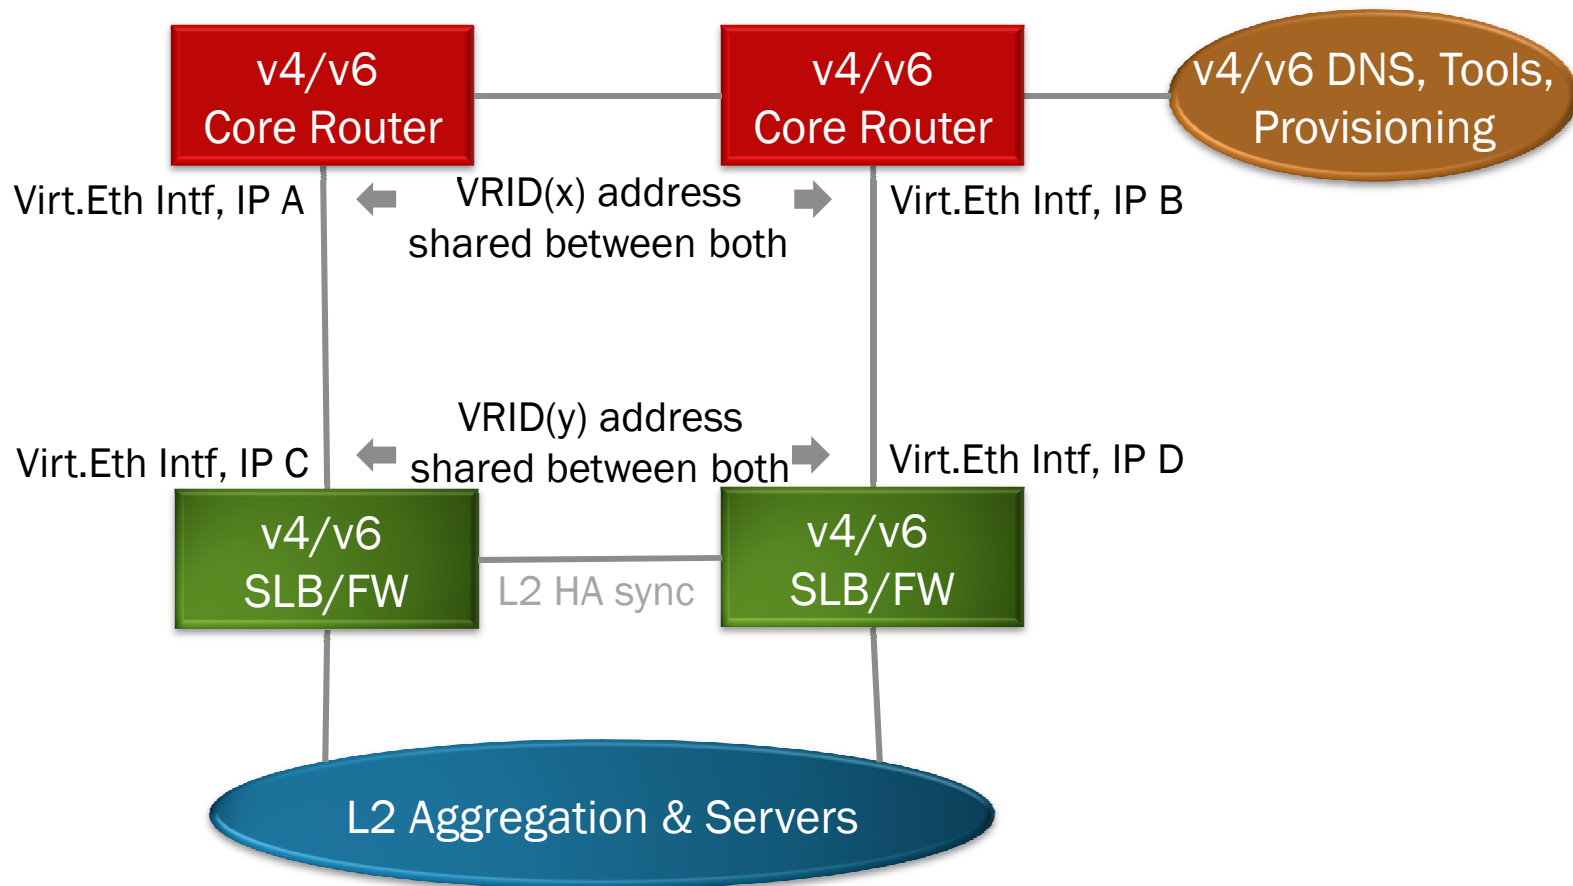 v4/v6
Core Router
v4/v6
Core Router
v4/v6 DNS, Tools,
Provisioning
Virt.Eth Intf, IP A
VRID(x) address
shared between both
Virt.Eth Intf, IP B
Virt.Eth Intf, IP C
VRID(y) address
shared between both
Virt.Eth Intf, IP D
v4/v6
SLB/FW
L2 HA sync
v4/v6
SLB/FW
L2 Aggregation & Servers